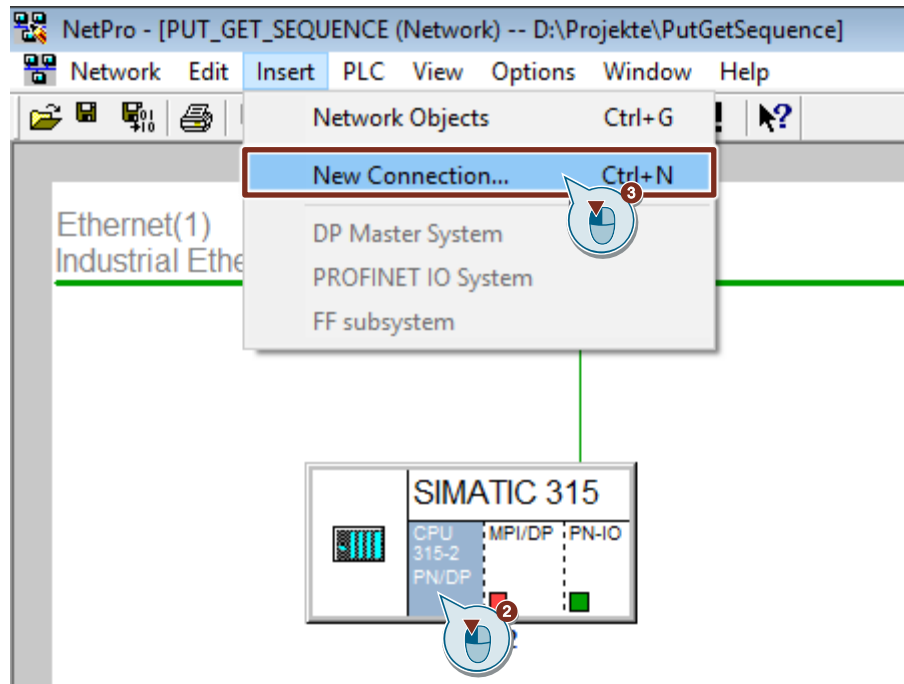 NetPro - [PUT_GET_SEQUENCE (Network) -- D:\Projekte\PutGetSequence]
Network Edit Insert PLC View Options Window Help
Network Objects Ctrl+G
New Connection... Ctrl+N
3
DP Master System
PROFINET IO System
FF subsystem
Ethernet(1)
Industrial Ethe
SIMATIC 315
CPU 315-2 PN/DP
MPI/DP
PN-IO
2
2